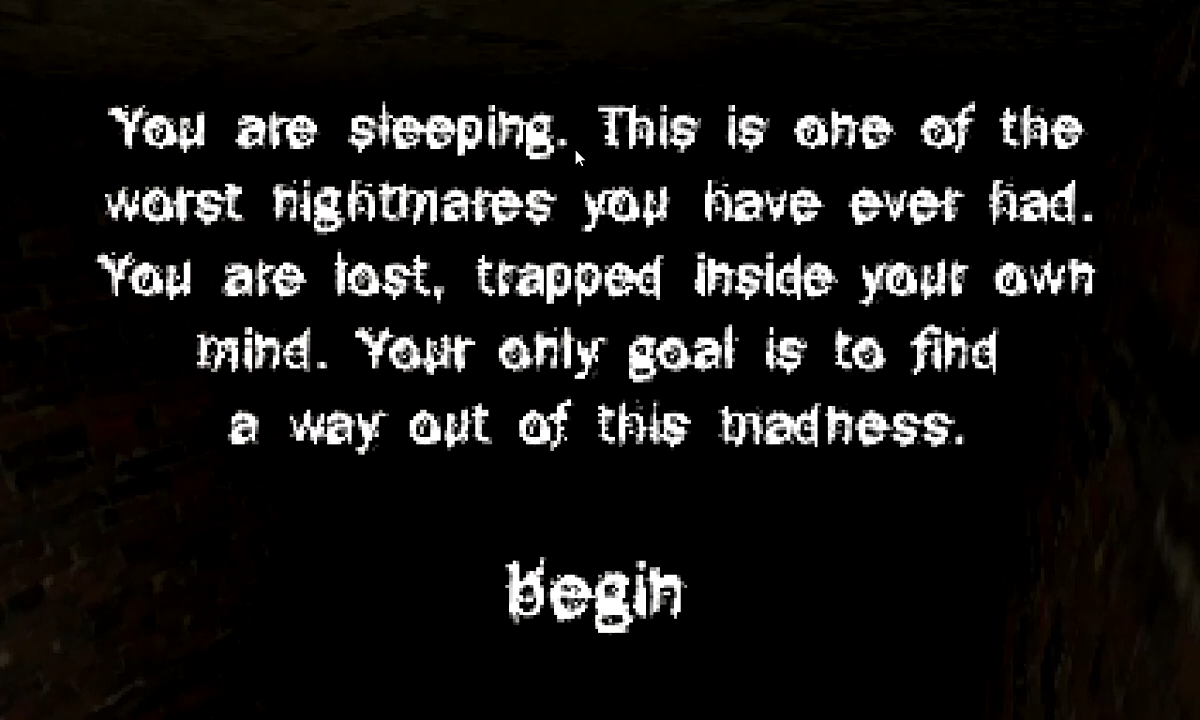 You are sleeping. This is one of the
worst nightmares you have ever had.
You are lost, trapped inside your own
mind. Your only goal is to find
a way out of this madness.
begin